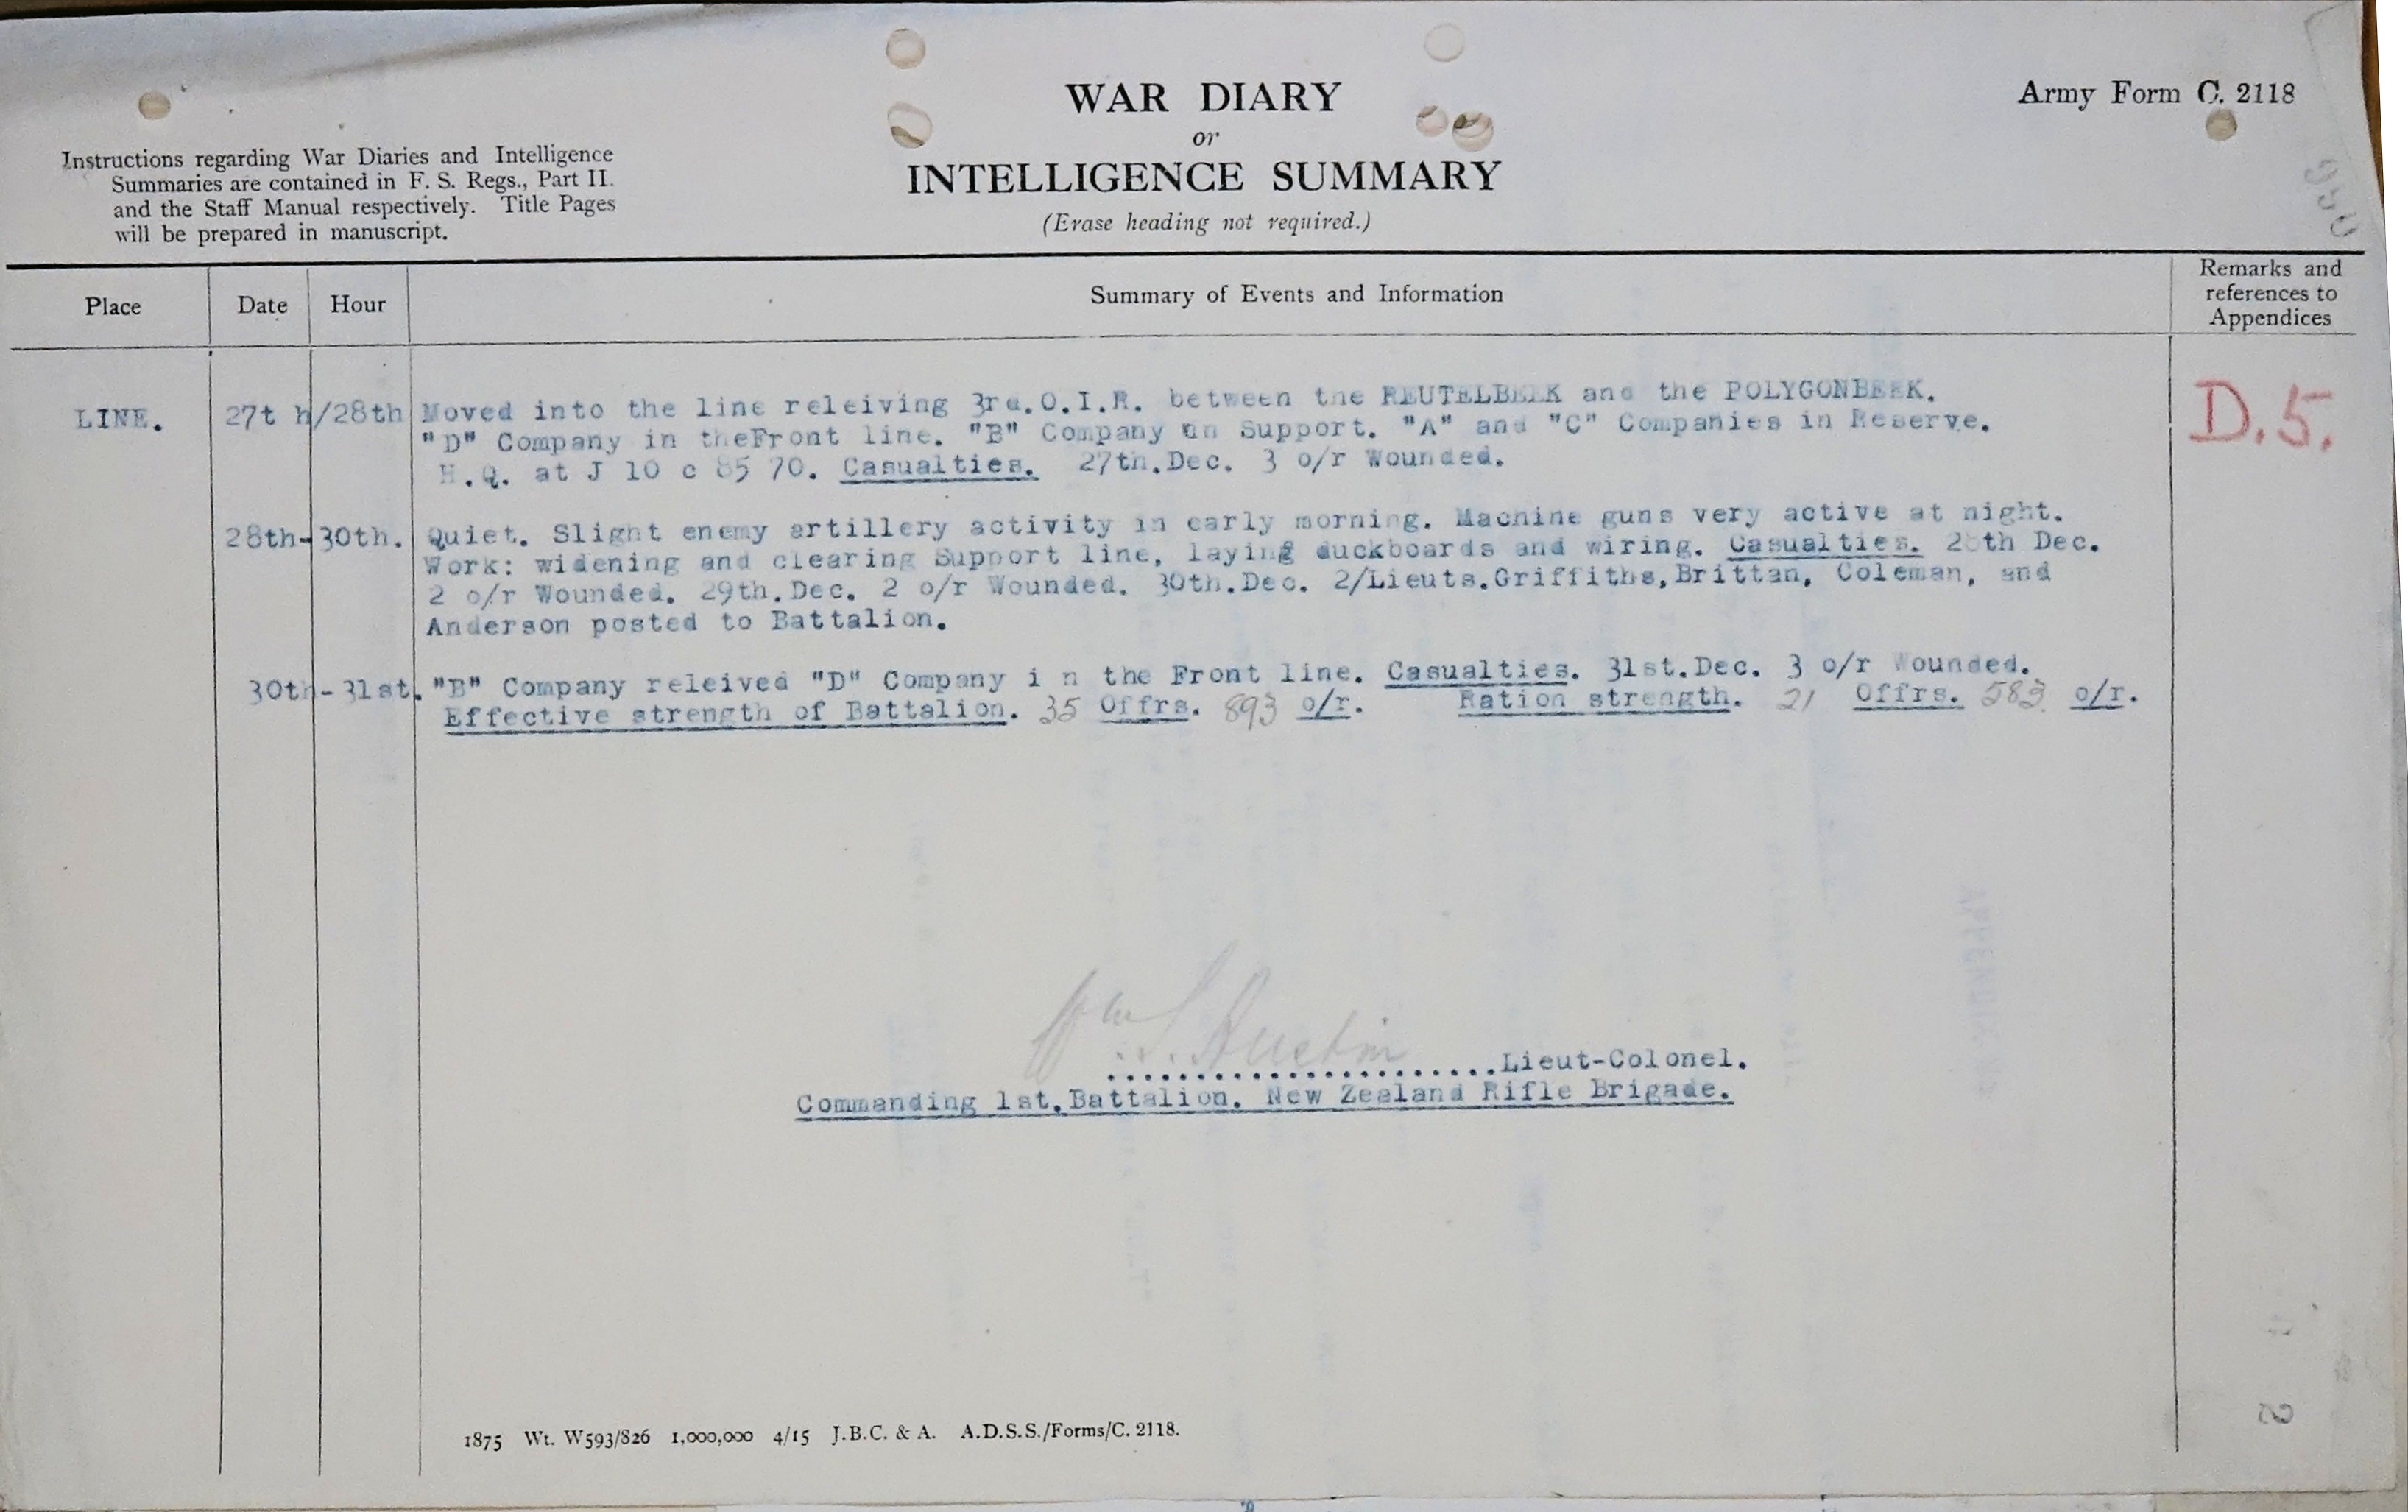 Army Form C. 2118
WAR DIARY
or
INTELLIGENCE SUMMARY
(Erase heading not required.)
Instructions regarding War Diaries and Intelligence
Summaries are contained in F. S. Regs., Part II.
and the Staff Manual respectively. Title Pages
will be prepared in manuscript.
Place Date Hour Summary of Events and Information Remarks and
references to
Appendices
LINE. 27t h/28th Moved into the line releiving 3rd.O.I.R. between the REUTELBEEK and the POLYGONBEEK. D.5.
"D" Company in theFront line. "B" Company in Support. "A" and "C" Companies in Reserve.
H.Q. at J 10 c 85 70. Casualties. 27th.Dec. 3 o/r Wounded.
28th-30th. Quiet. Slight enemy artillery activity in early morning. Machine guns very active at night.
Work: widening and clearing Support line, laying duckboards and wiring. Casualties. 28th Dec.
2 o/r Wounded. 29th.Dec. 2 o/r Wounded. 30th.Dec. 2/Lieuts.Griffiths,Brittan, Coleman, and
Anderson posted to Battalion.
30th-31st. "B" Company releived "D" Company i n the Front line. Casualties. 31st.Dec. 3 o/r Wounded.
Effective strength of Battalion. 35 Offrs. 893 o/r. Ration strength. 21 Offrs. 583 o/r.
Wm S. Austin
Lieut-Colonel.
Commanding 1st.Battalion. New Zealand Rifle Brigade.
1875 Wt. W593/826 1,000,000 4/15 J.B.C. & A. A.D.S.S./Forms/C. 2118.